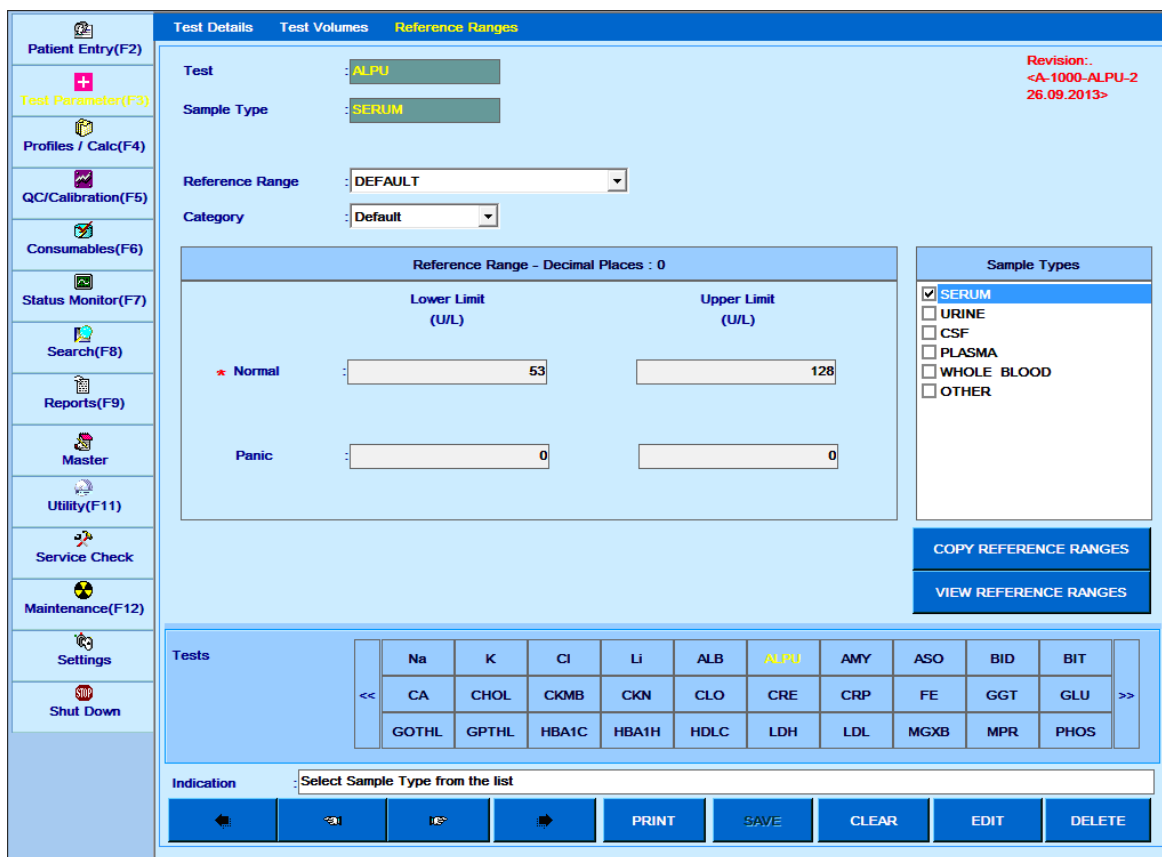 Test Details Test Volumes Reference Ranges
Patient Entry(F2)
Test Parameter(F3)
Profiles / Calc(F4)
QC/Calibration(F5)
Consumables(F6)
Status Monitor(F7)
Search(F8)
Reports(F9)
Master
Utility(F11)
Service Check
Maintenance(F12)
Settings
STOP
Shut Down
Test :ALPU
Sample Type :SERUM
Revision:.
<A-1000-ALPU-2
26.09.2013>
Reference Range :DEFAULT
Category :Default
Reference Range - Decimal Places : 0
Lower Limit Upper Limit
(U/L) (U/L)
* Normal : 53 128
Panic : 0 0
Sample Types
SERUM
URINE
CSF
PLASMA
WHOLE BLOOD
OTHER
COPY REFERENCE RANGES
VIEW REFERENCE RANGES
Tests
Na K Cl Li ALB ALPU AMY ASO BID BIT
<< CA CHOL CKMB CKN CLO CRE CRP FE GGT GLU >>
GOTHL GPTHL HBA1C HBA1H HDLC LDH LDL MGXB MPR PHOS
Indication :Select Sample Type from the list
PRINT SAVE CLEAR EDIT DELETE